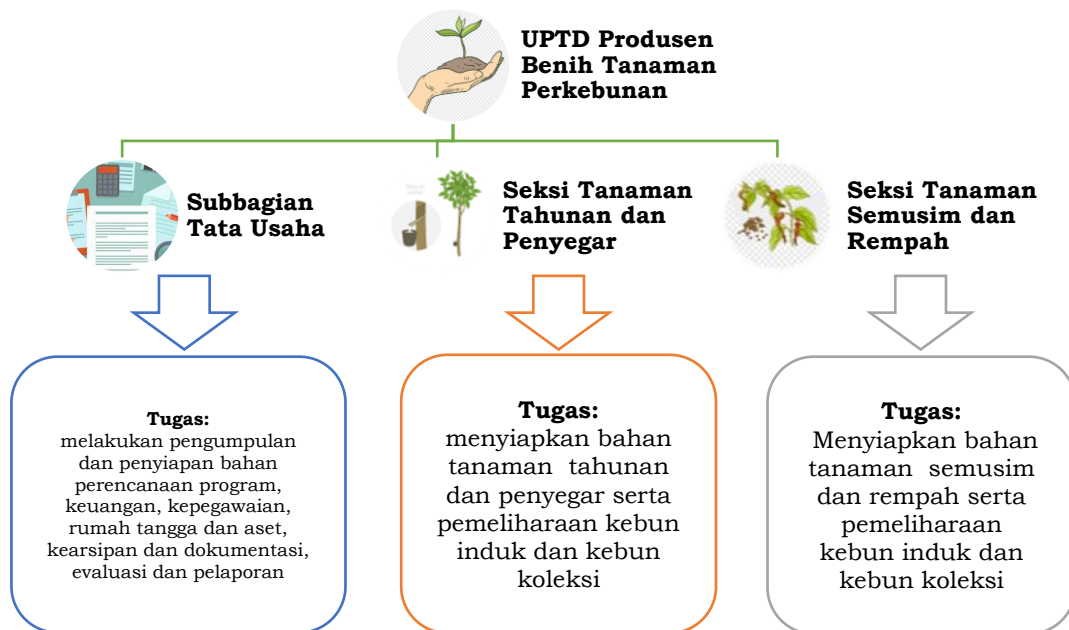 UPTD Produsen
Benih Tanaman
Perkebunan
Subbagian
Tata Usaha
Seksi Tanaman
Tahunan dan
Penyegar
Seksi Tanaman
Semusim dan
Rempah
Tugas:
melakukan pengumpulan
dan penyiapan bahan
perencanaan program,
keuangan, kepegawaian,
rumah tangga dan aset,
kearsipan dan dokumentasi,
evaluasi dan pelaporan
Tugas:
menyiapkan bahan
tanaman tahunan
dan penyegar serta
pemeliharaan kebun
induk dan kebun
koleksi
Tugas:
Menyiapkan bahan
tanaman semusim
dan rempah serta
pemeliharaan
kebun induk dan
kebun koleksi